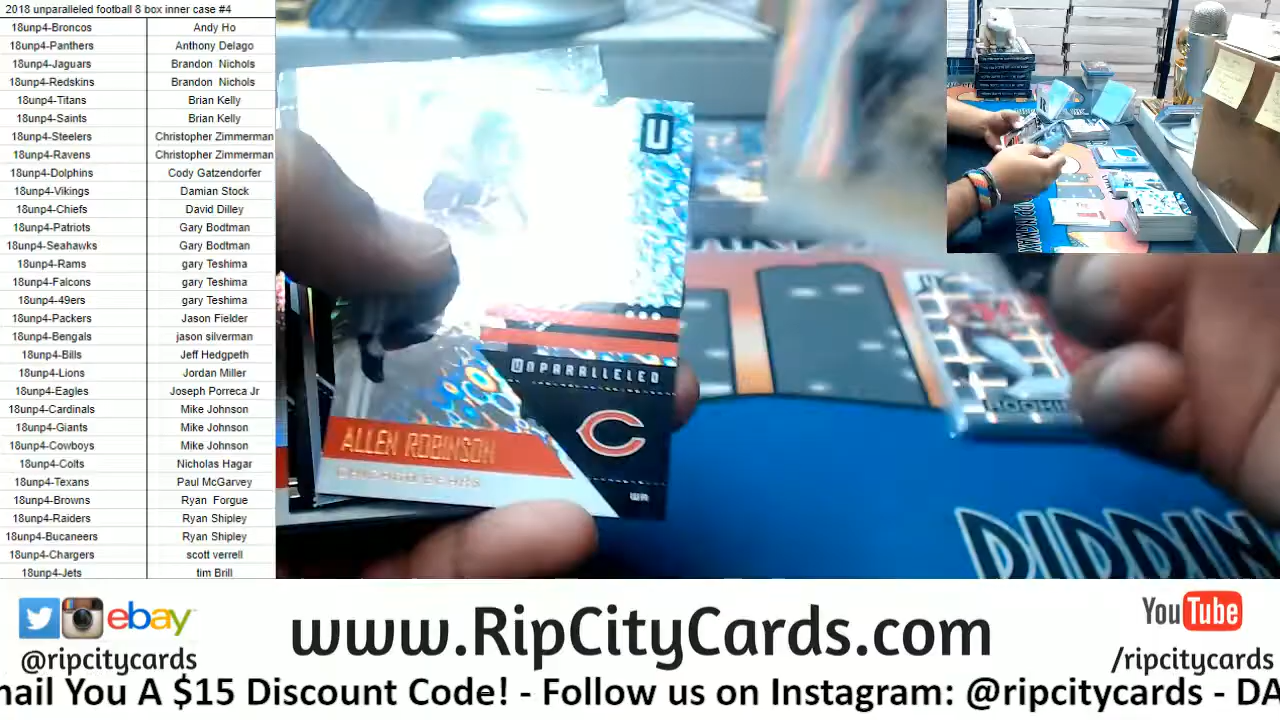 2018 unparalleled football 8 box inner case #4
18unp4-Broncos Andy Ho
18unp4-Panthers Anthony Delago
18unp4-Jaguars Brandon Nichols
18unp4-Redskins Brandon Nichols
18unp4-Titans Brian Kelly
18unp4-Saints Brian Kelly
18unp4-Steelers Christopher Zimmerman
18unp4-Ravens Christopher Zimmerman
18unp4-Dolphins Cody Gatzendorfer
18unp4-Vikings Damian Stock
18unp4-Chiefs David Dilley
18unp4-Patriots Gary Bodtman
18unp4-Seahawks Gary Bodtman
18unp4-Rams gary Teshima
18unp4-Falcons gary Teshima
18unp4-49ers gary Teshima
18unp4-Packers Jason Fielder
18unp4-Bengals jason silverman
18unp4-Bills Jeff Hedgpeth
18unp4-Lions Jordan Miller
18unp4-Eagles Joseph Porreca Jr
18unp4-Cardinals Mike Johnson
18unp4-Giants Mike Johnson
18unp4-Cowboys Mike Johnson
18unp4-Colts Nicholas Hagar
18unp4-Texans Paul McGarvey
18unp4-Browns Ryan Forgue
18unp4-Raiders Ryan Shipley
18unp4-Bucaneers Ryan Shipley
18unp4-Chargers scott verrell
18unp4-Jets tim Brill
U
UNPARALLELED
C
ALLEN ROBINSON
CHICAGO BEARS
WR
ebay
@ripcitycards
www.RipCityCards.com
YouTube
/ripcitycards
mail You A $15 Discount Code! - Follow us on Instagram: @ripcitycards - DA